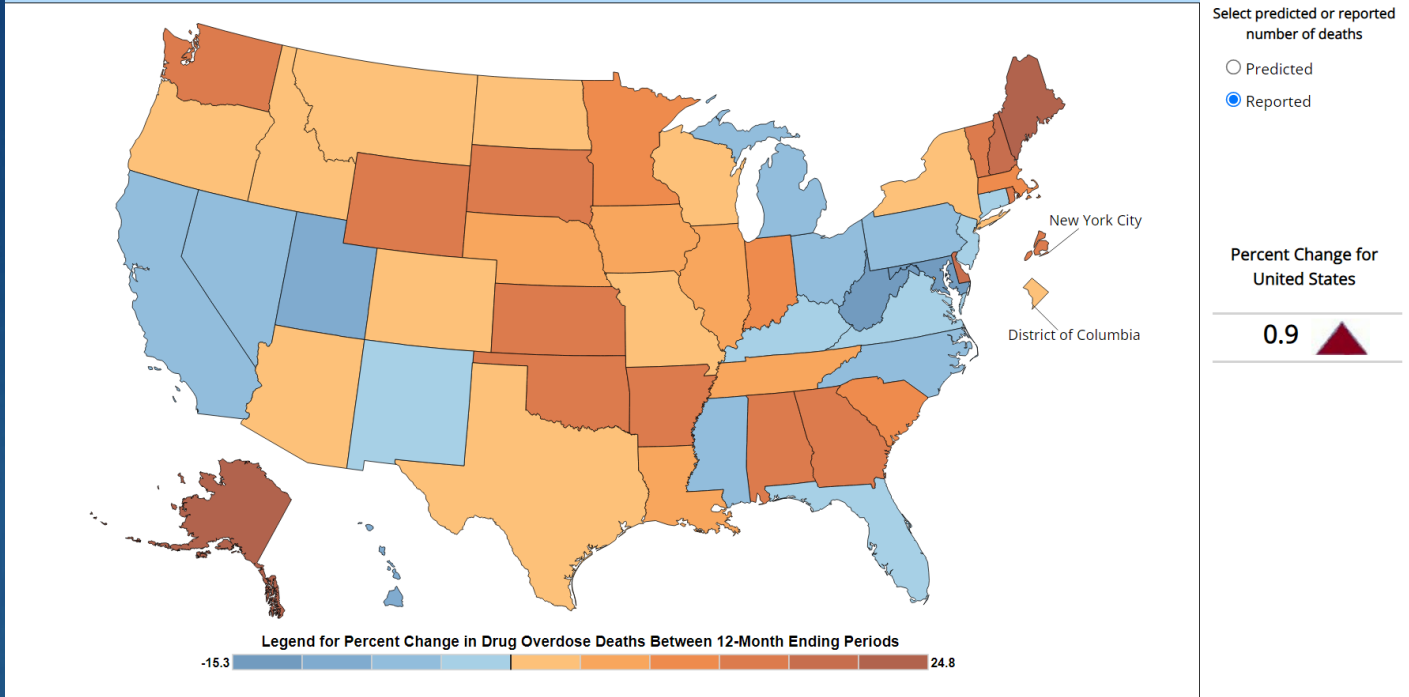 Select predicted or reported
number of deaths
Predicted
Reported
New York City
District of Columbia
Percent Change for
United States
0.9
Legend for Percent Change in Drug Overdose Deaths Between 12-Month Ending Periods
-15.3
24.8